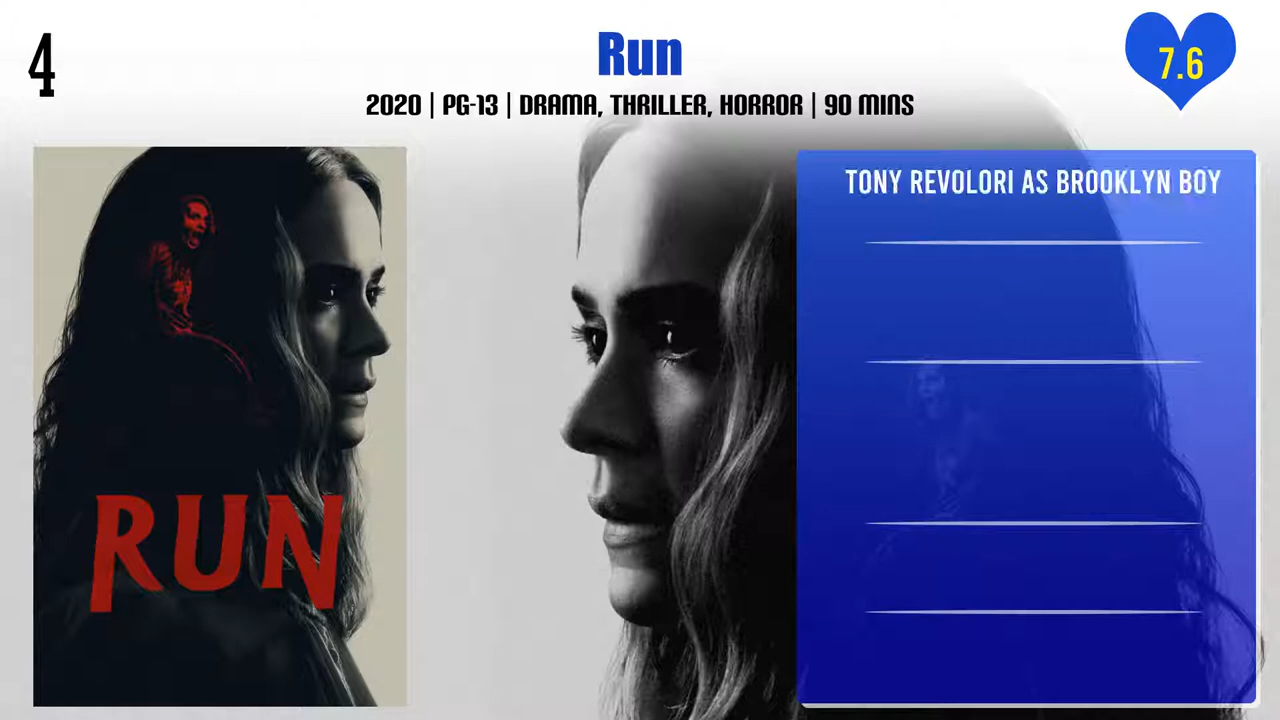 4
Run
7.6
2020 | PG-13 | DRAMA, THRILLER, HORROR | 90 MINS
TONY REVOLORI AS BROOKLYN BOY
RUN